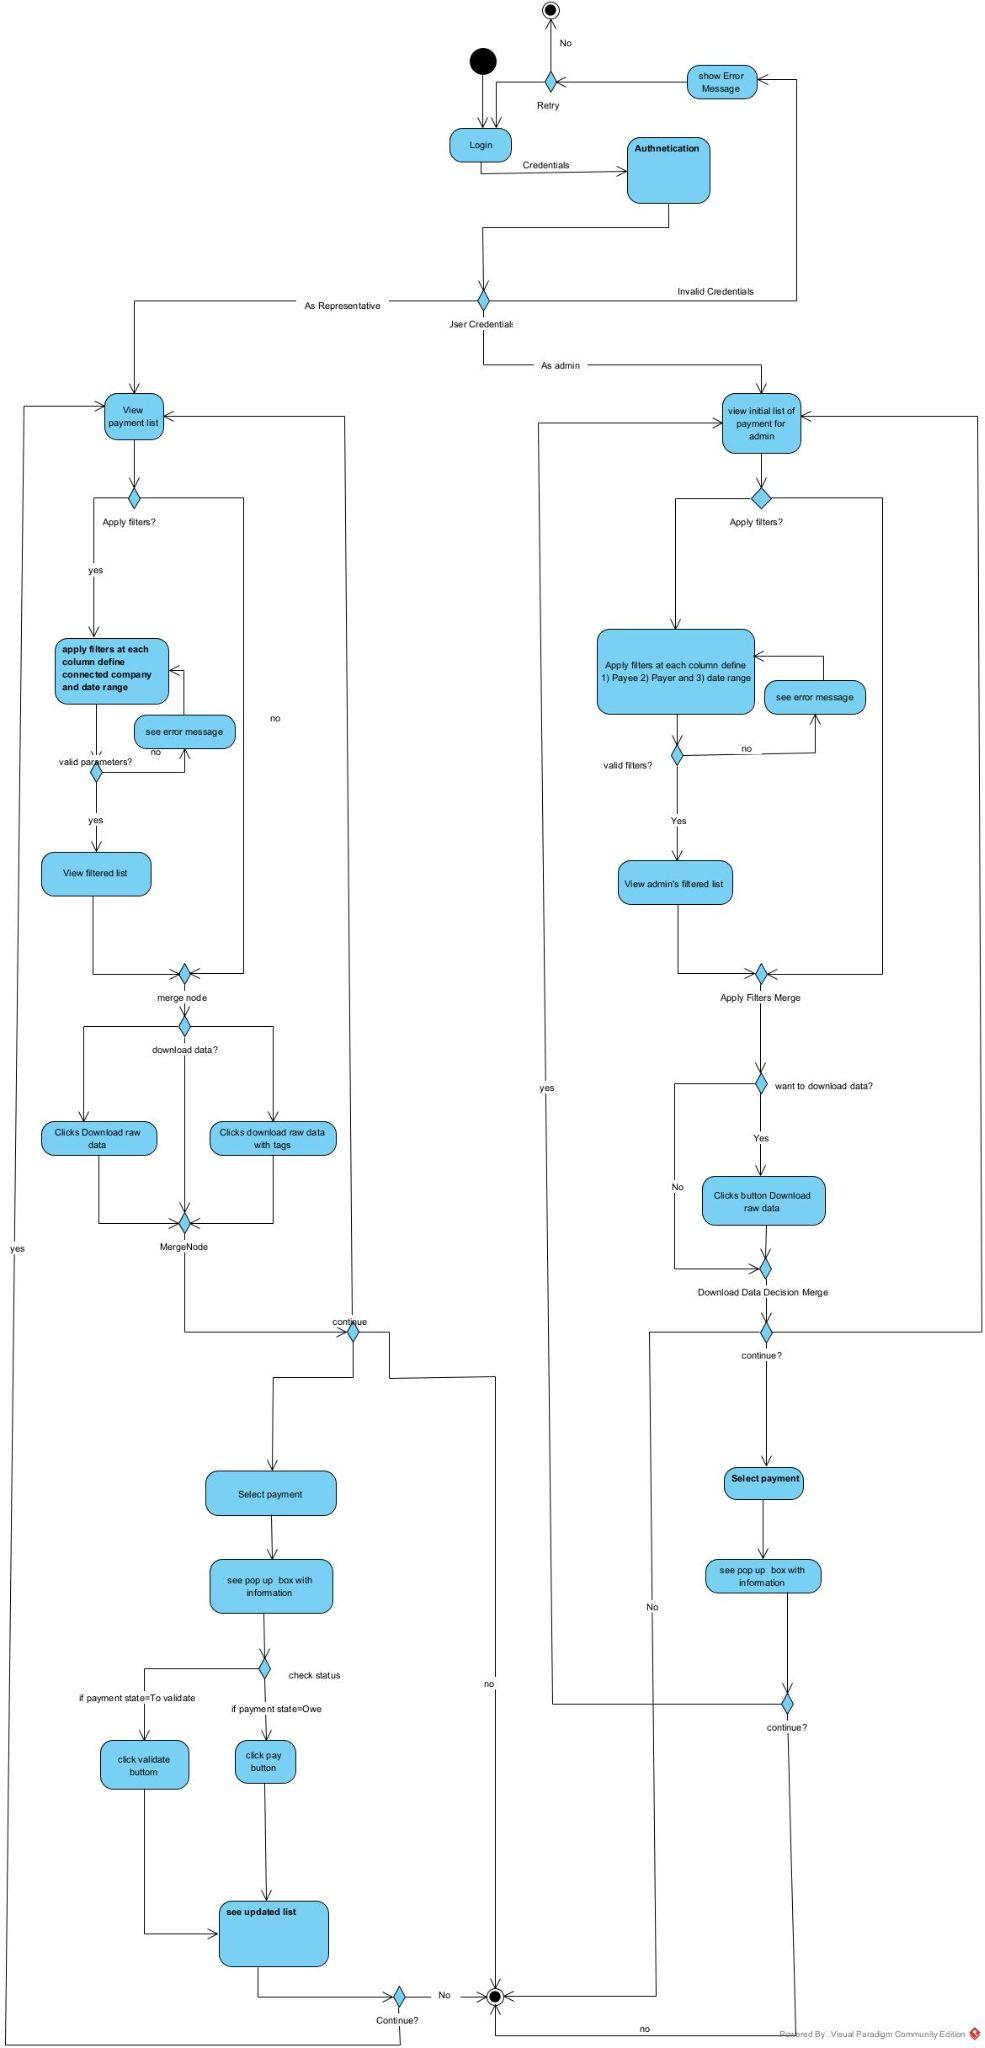 No
show Error
Message
Retry
Login
Credentials
Authnetication
Invalid Credentials
As Representative
User Credentials
As admin
View
payment list
view initial list of
payment for
admin
Apply filters?
Apply filters?
yes
apply filters at each
column define
connected company
and date range
Apply filters at each column define
1) Payee 2) Payer and 3) date range
see error message
see error message
no
no
no
valid parameters?
valid filters?
yes
Yes
View filtered list
View admin's filtered list
merge node
Apply Filters Merge
download data?
want to download data?
yes
Clicks Download raw
data
Clicks download raw data
with tags
Yes
No
Clicks button Download
raw data
MergeNode
yes
Download Data Decision Merge
continue
continue?
Select payment
Select payment
see pop up box with
information
see pop up box with
information
No
check status
no
if payment state=To validate
if payment state=Owe
continue?
click validate
buttom
click pay
button
see updated list
No
Continue?
no
Powered By Visual Paradigm Community Edition